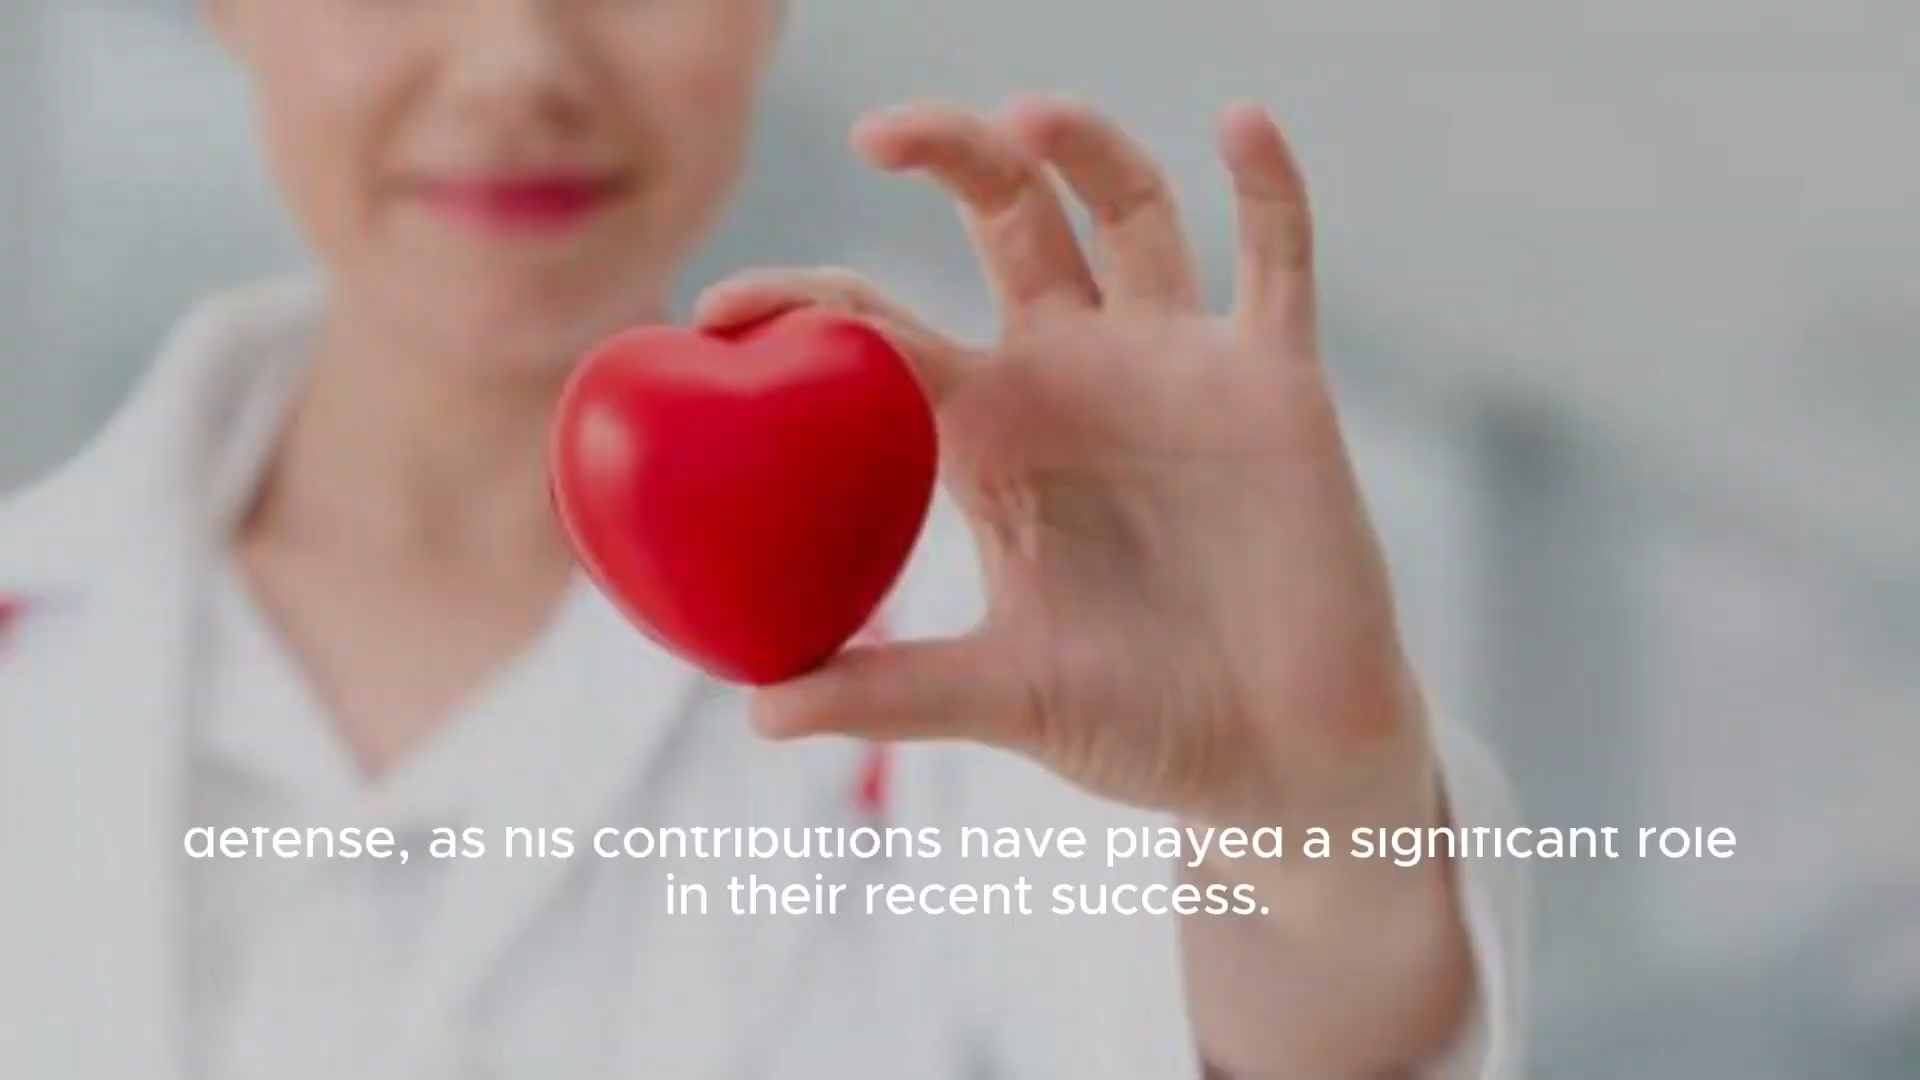 defense, as his contributions have played a significant role
in their recent success.